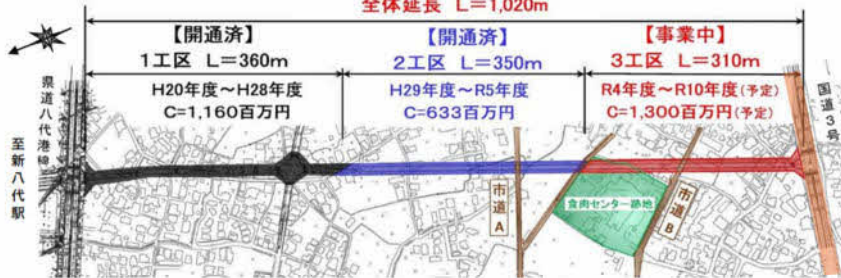 全体延長 L=1,020m
【開通済】
1工区 L=360m
H20年度~H28年度
C=1,160百万円
【開通済】
2工区 L=350m
H29年度~R5年度
C=633百万円
【事業中】
3工区 L=310m
R4年度~R10年度(予定)
C=1,300百万円(予定)
県道八代港線
至新八代駅
国道3号
市道A
食肉センター跡地
市道B